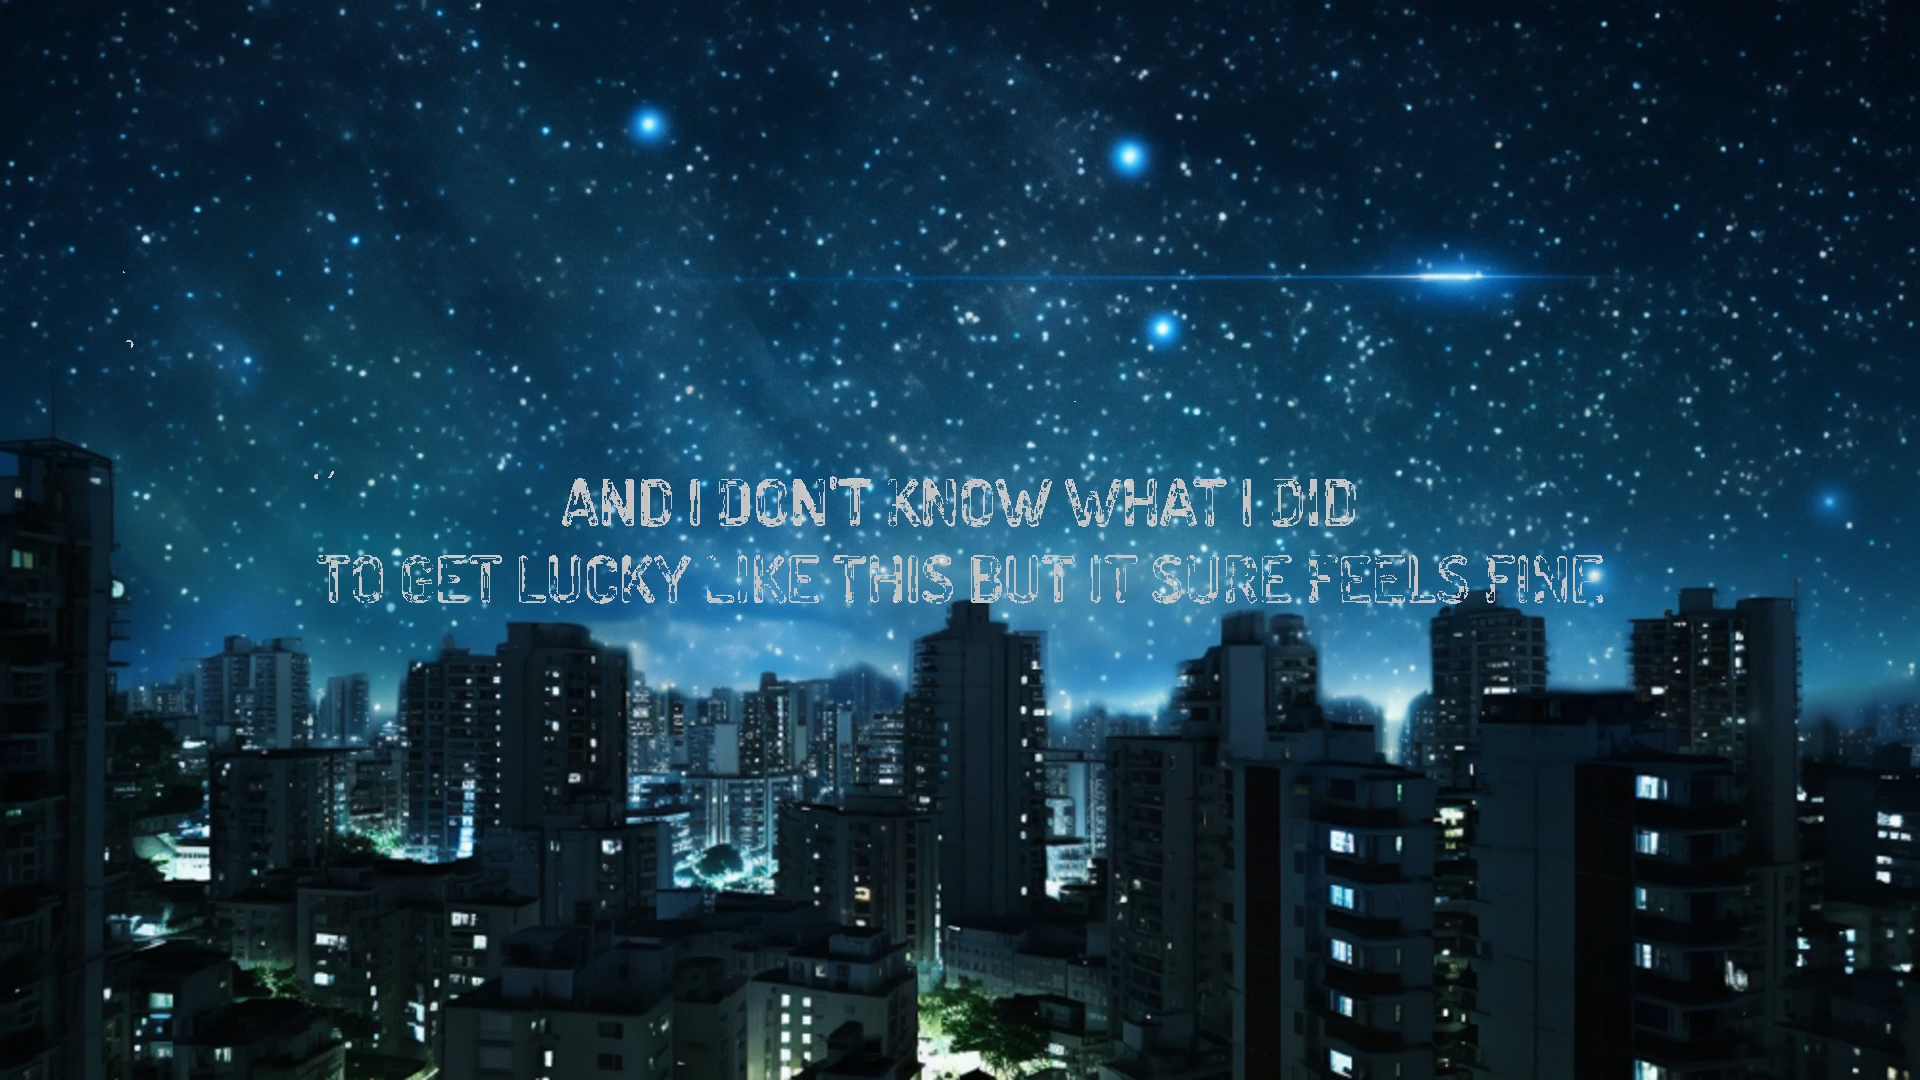 AND I DON'T KNOW WHAT I DID
TO GET LUCKY LIKE THIS BUT IT SURE FEELS FINE